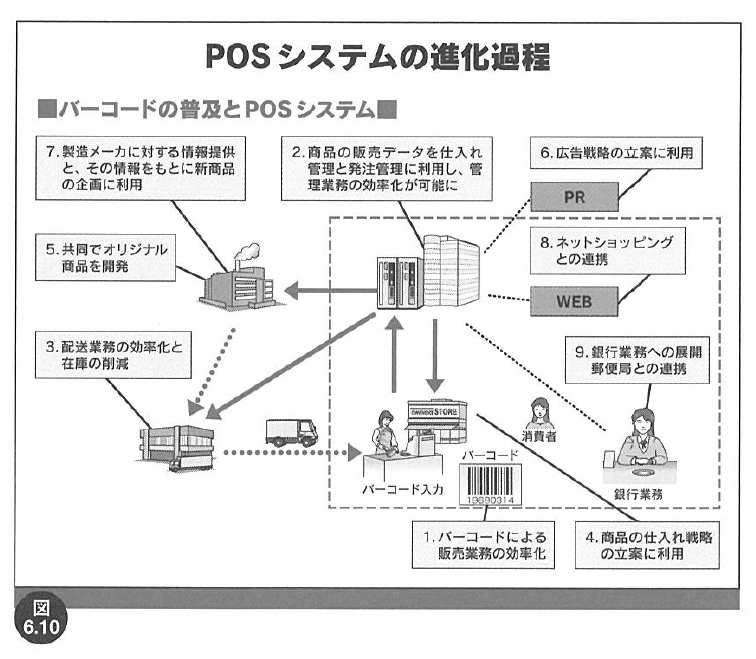 POSシステムの進化過程
■バーコードの普及とPOSシステム■
7. 製造メーカに対する情報提供
と、その情報をもとに新商品
の企画に利用
2. 商品の販売データを仕入れ
管理と発注管理に利用し、管
理業務の効率化が可能に
6. 広告戦略の立案に利用
PR
5. 共同でオリジナル
商品を開発
8. ネットショッピング
との連携
WEB
3. 配送業務の効率化と
在庫の削減
9. 銀行業務への展開
郵便局との連携
STORE
消費者
バーコード
バーコード入力
19690314
銀行業務
1. バーコードによる
販売業務の効率化
4. 商品の仕入れ戦略
の立案に利用
図
6.10